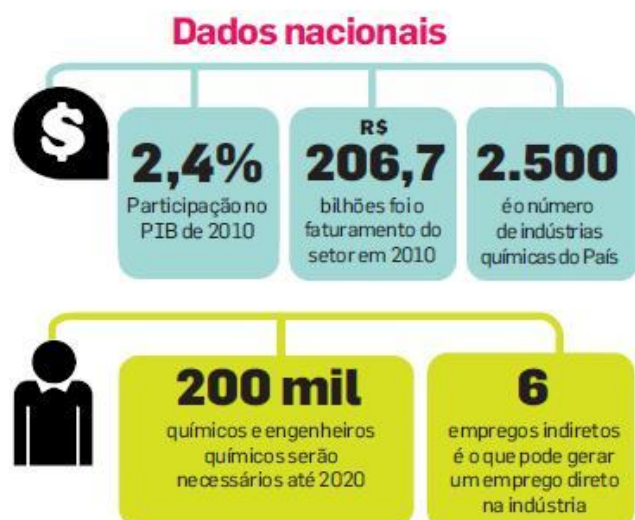 Dados nacionais
$
2,4%
Participação no
PIB de 2010
R$
206,7
bilhões foi o
faturamento do
setor em 2010
2.500
é o número
de indústrias
químicas do País
200 mil
químicos e engenheiros
químicos serão
necessários até 2020
6
empregos indiretos
é o que pode gerar
um emprego direto
na indústria